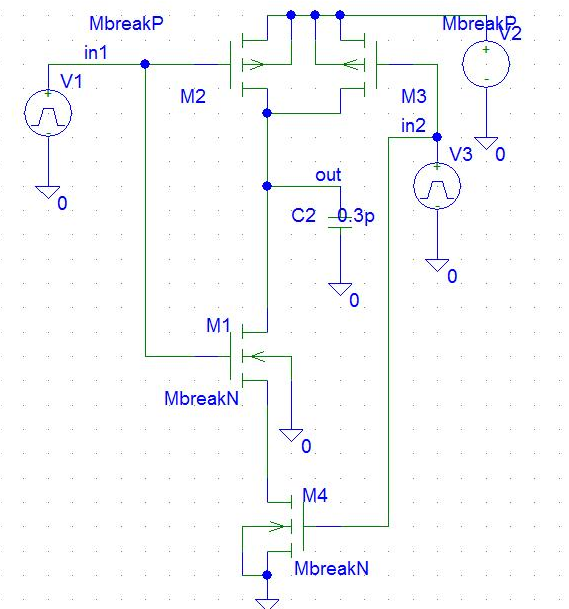 MbreakP
MbreakP
V2
in1
V1
M2
M3
in2
0
V3
out
0
C2
0.3p
0
0
M1
MbreakN
0
M4
MbreakN